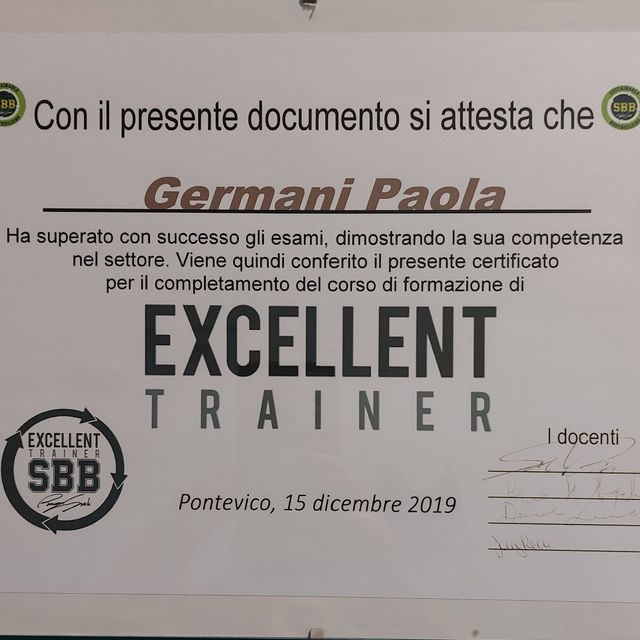 Con il presente documento si attesta che
SBB
SBB
Germani Paola
Ha superato con successo gli esami, dimostrando la sua competenza
nel settore. Viene quindi conferito il presente certificato
per il completamento del corso di formazione di
EXCELLENT
TRAINER
I docenti
EXCELLENT
TRAINER
SBB
Pontevico, 15 dicembre 2019